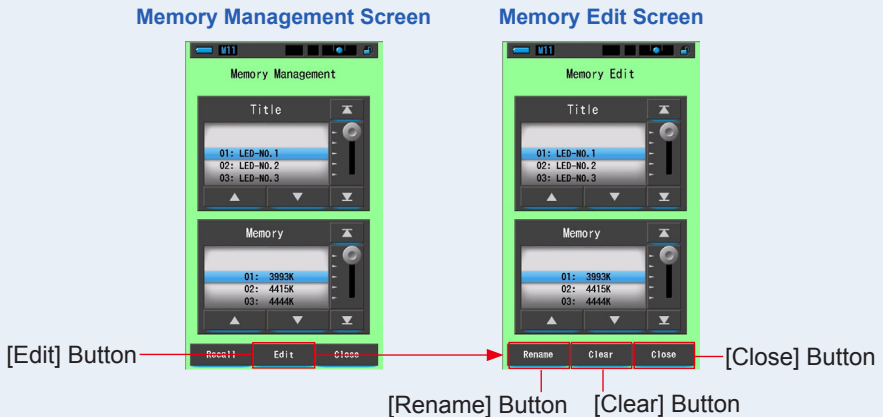 Memory Management Screen
Memory Edit Screen
M11
Memory Management
Title
01: LED-NO.1
02: LED-NO.2
03: LED-NO.3
Memory
01: 3993K
02: 4415K
03: 4444K
Recall Edit Close
M11
Memory Edit
Title
01: LED-NO.1
02: LED-NO.2
03: LED-NO.3
Memory
01: 3993K
02: 4415K
03: 4444K
Rename Clear Close
[Edit] Button
[Close] Button
[Rename] Button
[Clear] Button